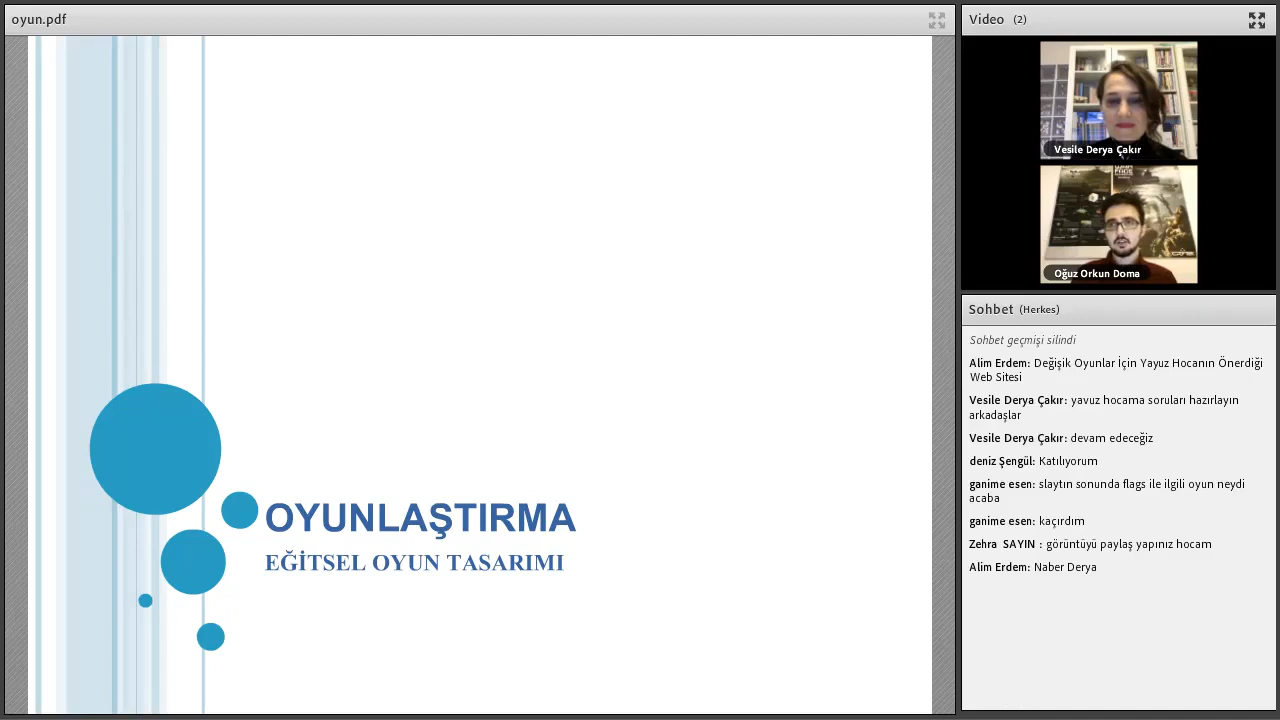 oyun.pdf
OYUNLAŞTIRMA
EĞİTSEL OYUN TASARIMI
Video (2)
Vesile Derya Çakır
Oğuz Orkun Doma
Sohbet (Herkes)
Sohbet geçmişi silindi
Alim Erdem: Değişik Oyunlar İçin Yayuz Hocanın Önerdiği
Web Sitesi
Vesile Derya Çakır: yavuz hocama soruları hazırlayın
arkadaşlar
Vesile Derya Çakır: devam edeceğiz
deniz Şengül: Katılıyorum
ganime esen: slaytın sonunda flags ile ilgili oyun neydi
acaba
ganime esen: kaçırdım
Zehra SAYIN : görüntüyü paylaş yapınız hocam
Alim Erdem: Naber Derya